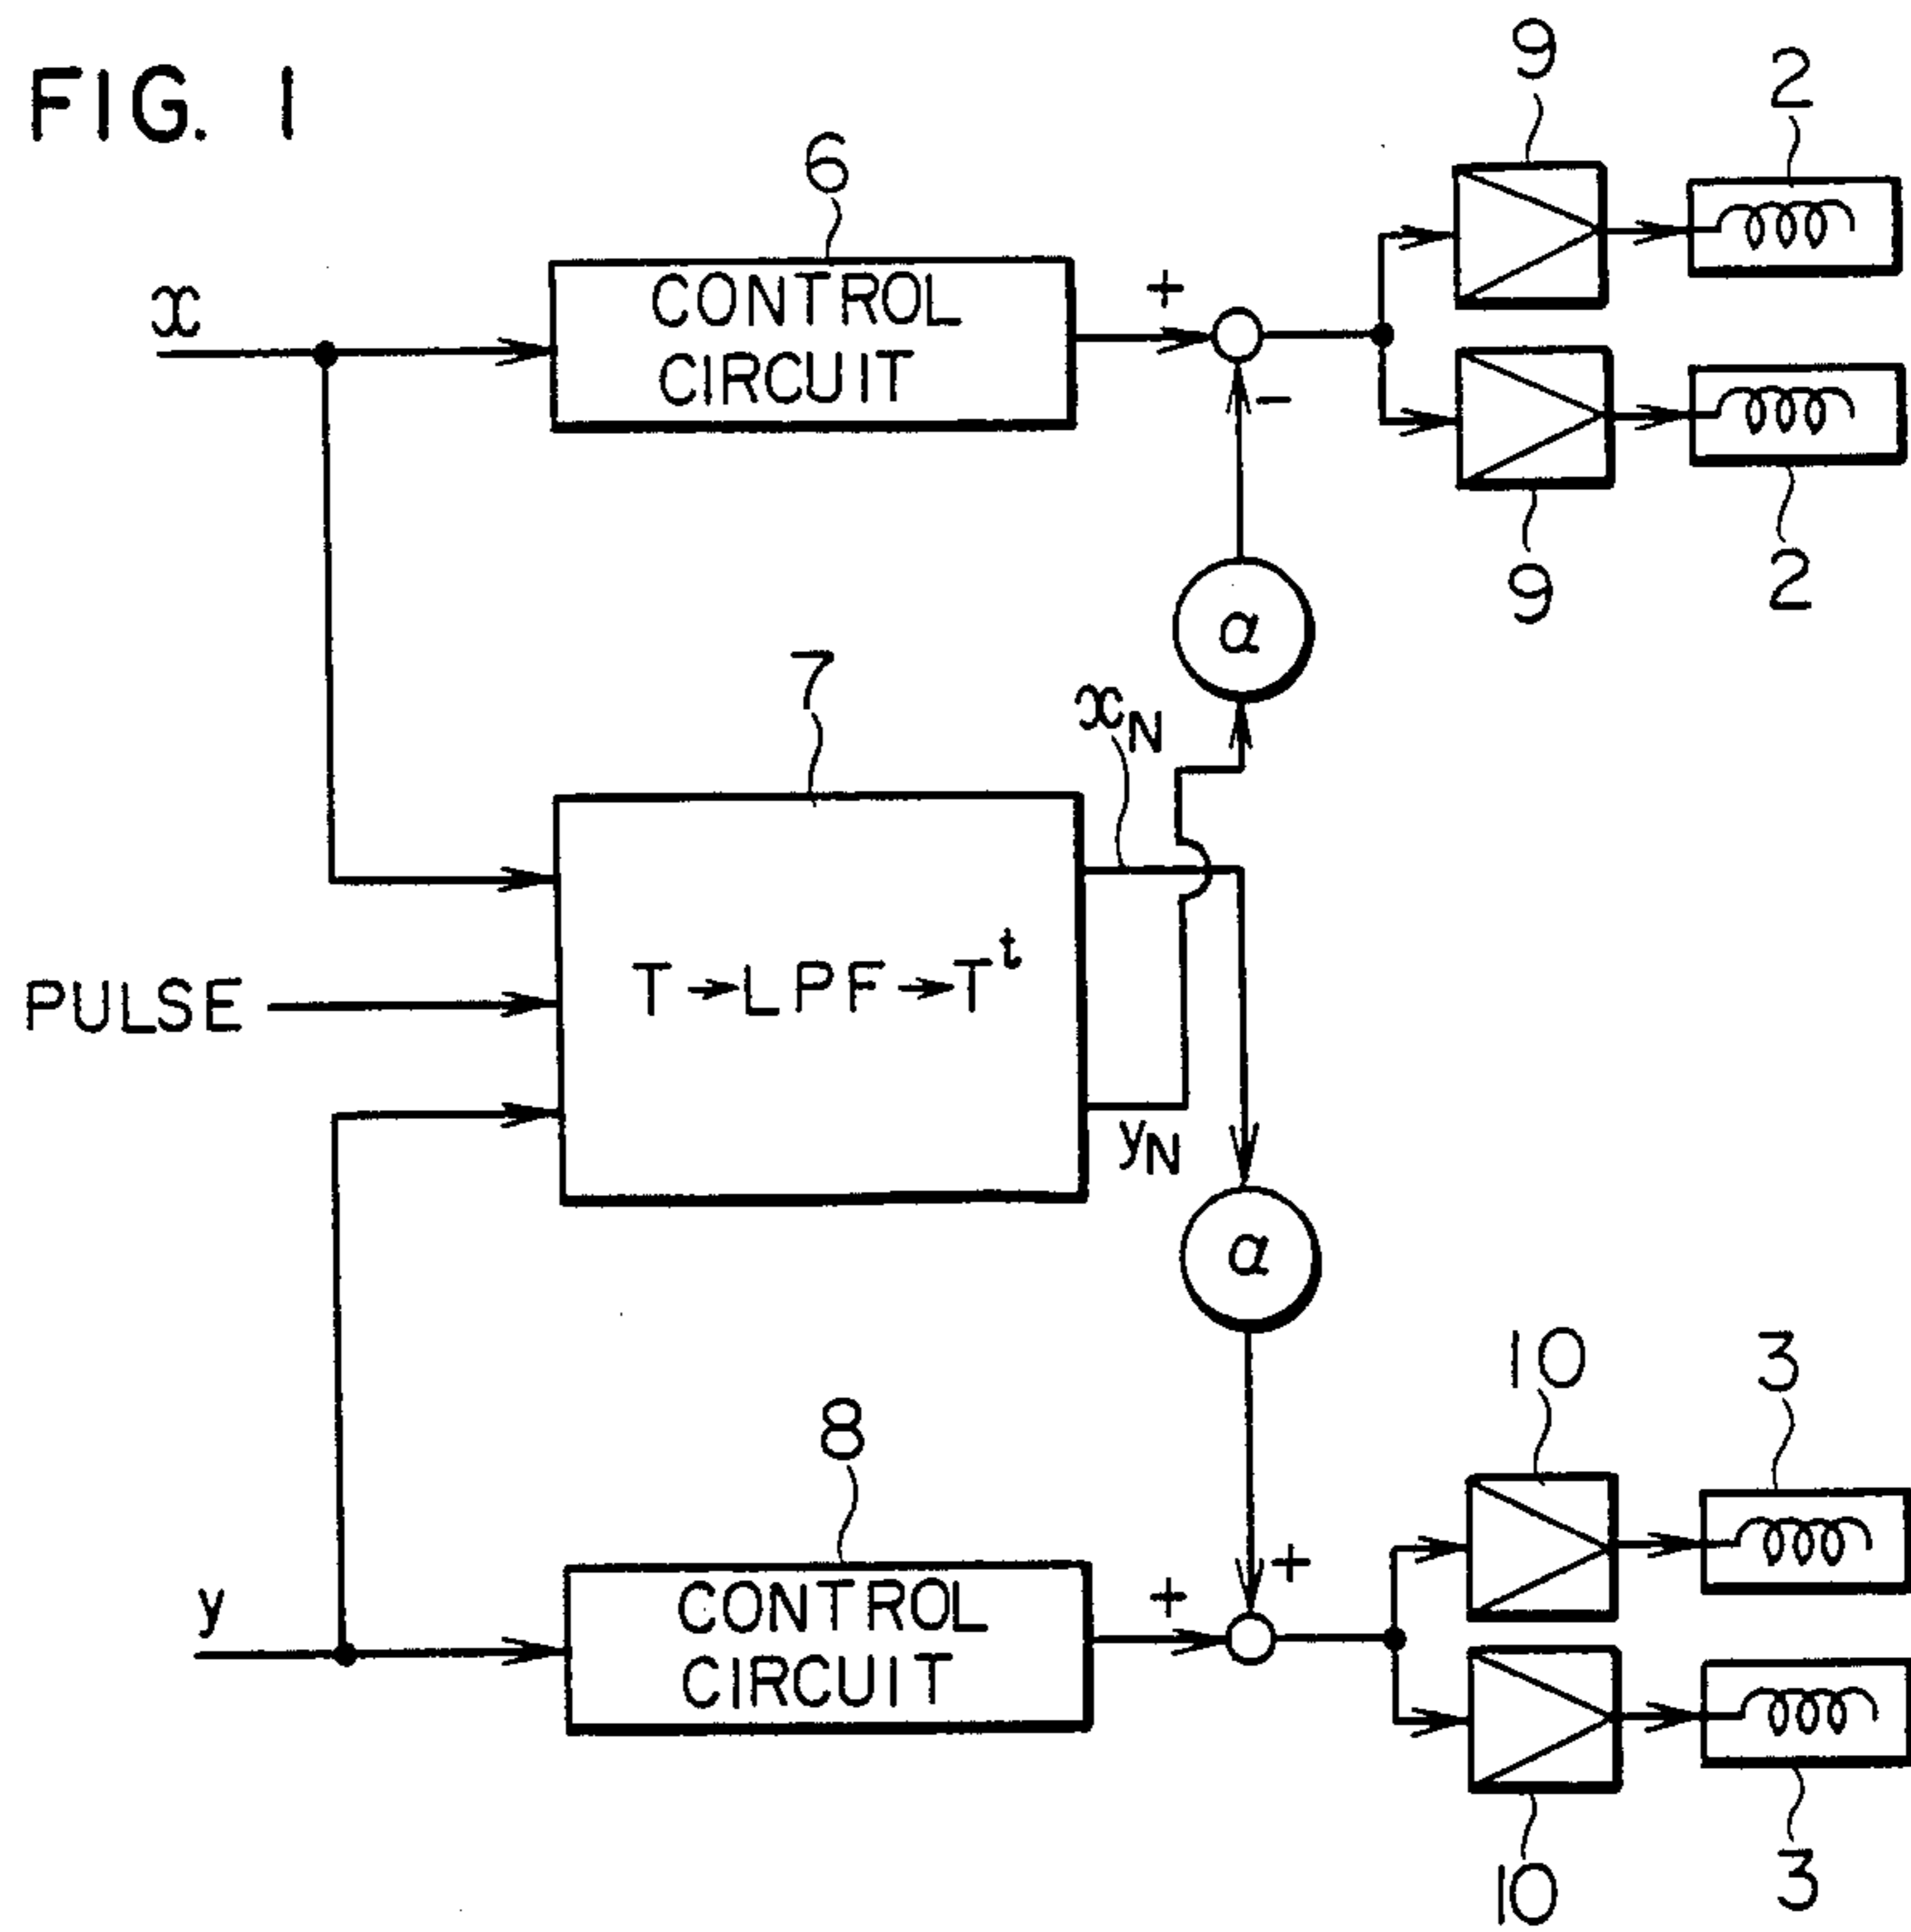 FIG. 1
9
2
6
x
CONTROL
CIRCUIT
+
-
9
2
α
7
xN
PULSE
T→LPF→Tᵗ
yN
α
10
3
8
y
CONTROL
CIRCUIT
+
+
10
3